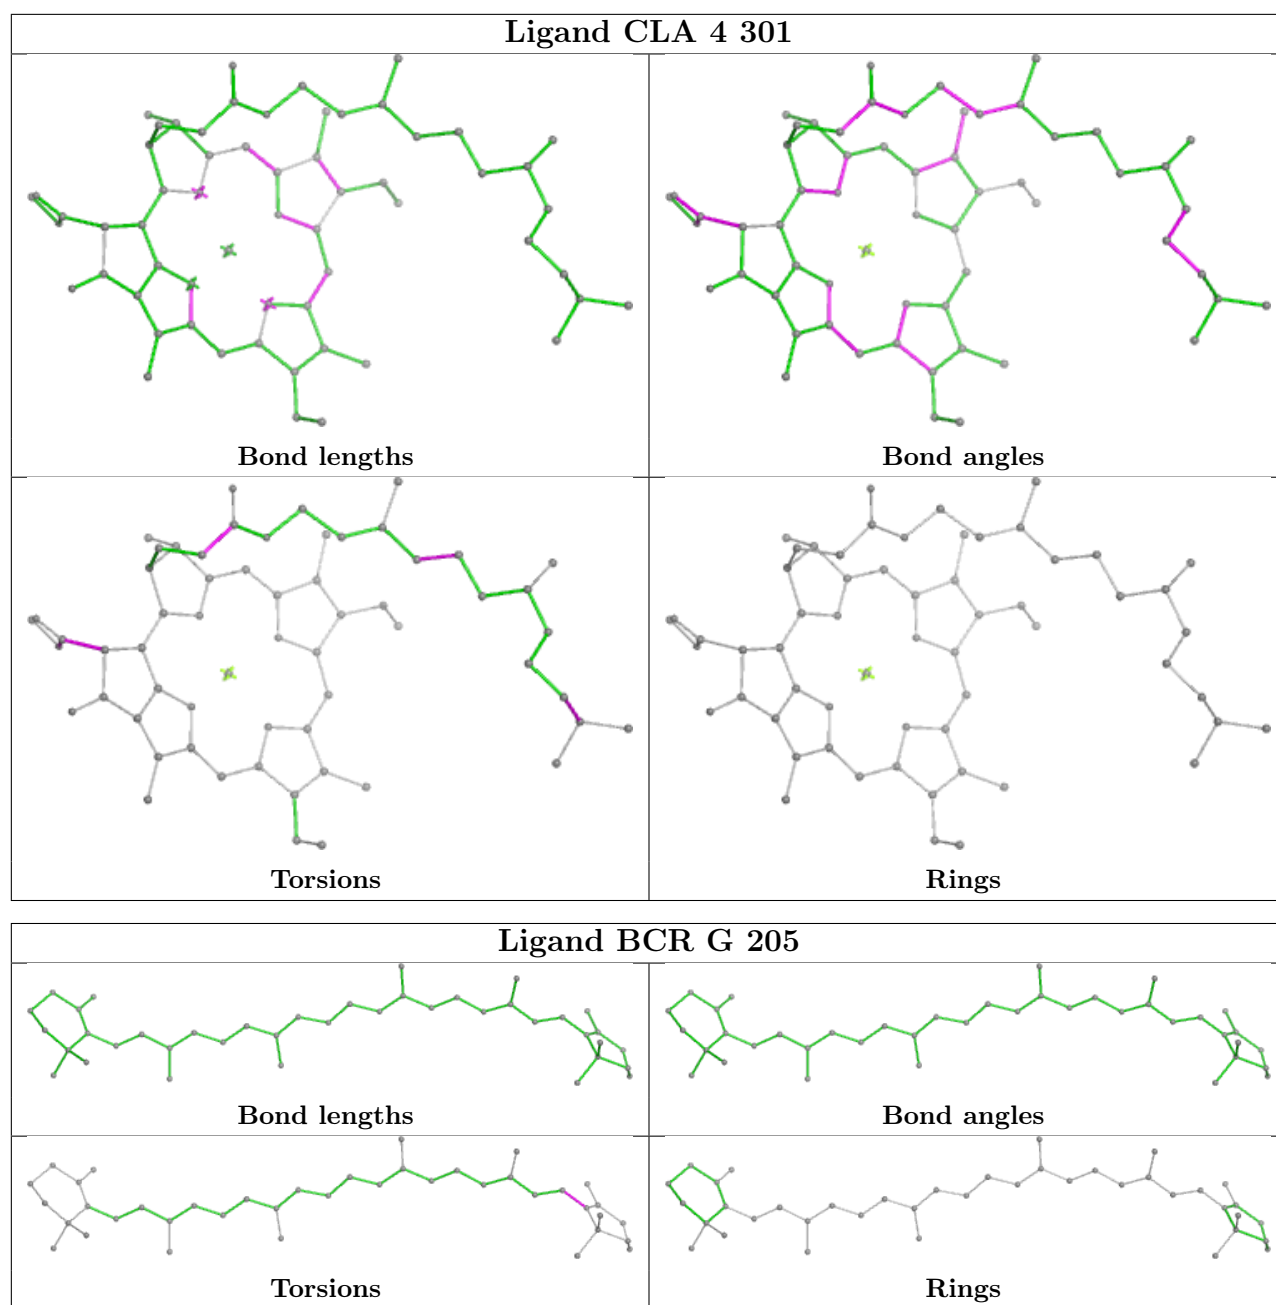 Ligand CLA 4 301
Bond lengths
Bond angles
Torsions
Rings
Ligand BCR G 205
Bond lengths
Bond angles
Torsions
Rings